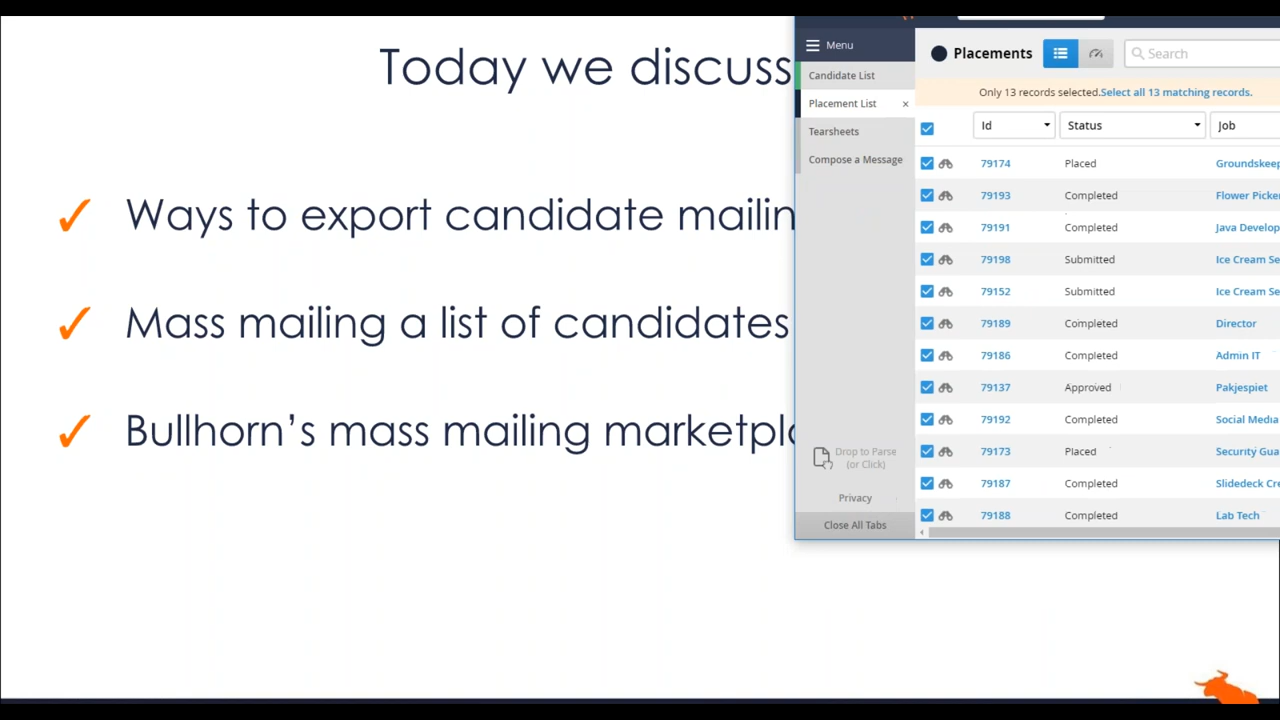 Today we discuss
Ways to export candidate mailin
Mass mailing a list of candidates
Bullhorn's mass mailing marketpl
Menu
Candidate List
Placement List ×
Tearsheets
Compose a Message
Drop to Parse
(or Click)
Privacy
Close All Tabs
Placements
Search
Only 13 records selected.Select all 13 matching records.
Id Status Job
79174 Placed Groundskeep
79193 Completed Flower Picke
79191 Completed Java Develop
79198 Submitted Ice Cream Se
79152 Submitted Ice Cream Se
79189 Completed Director
79186 Completed Admin IT
79137 Approved Pakjespiet
79192 Completed Social Media
79173 Placed Security Gua
79187 Completed Slidedeck Cre
79188 Completed Lab Tech